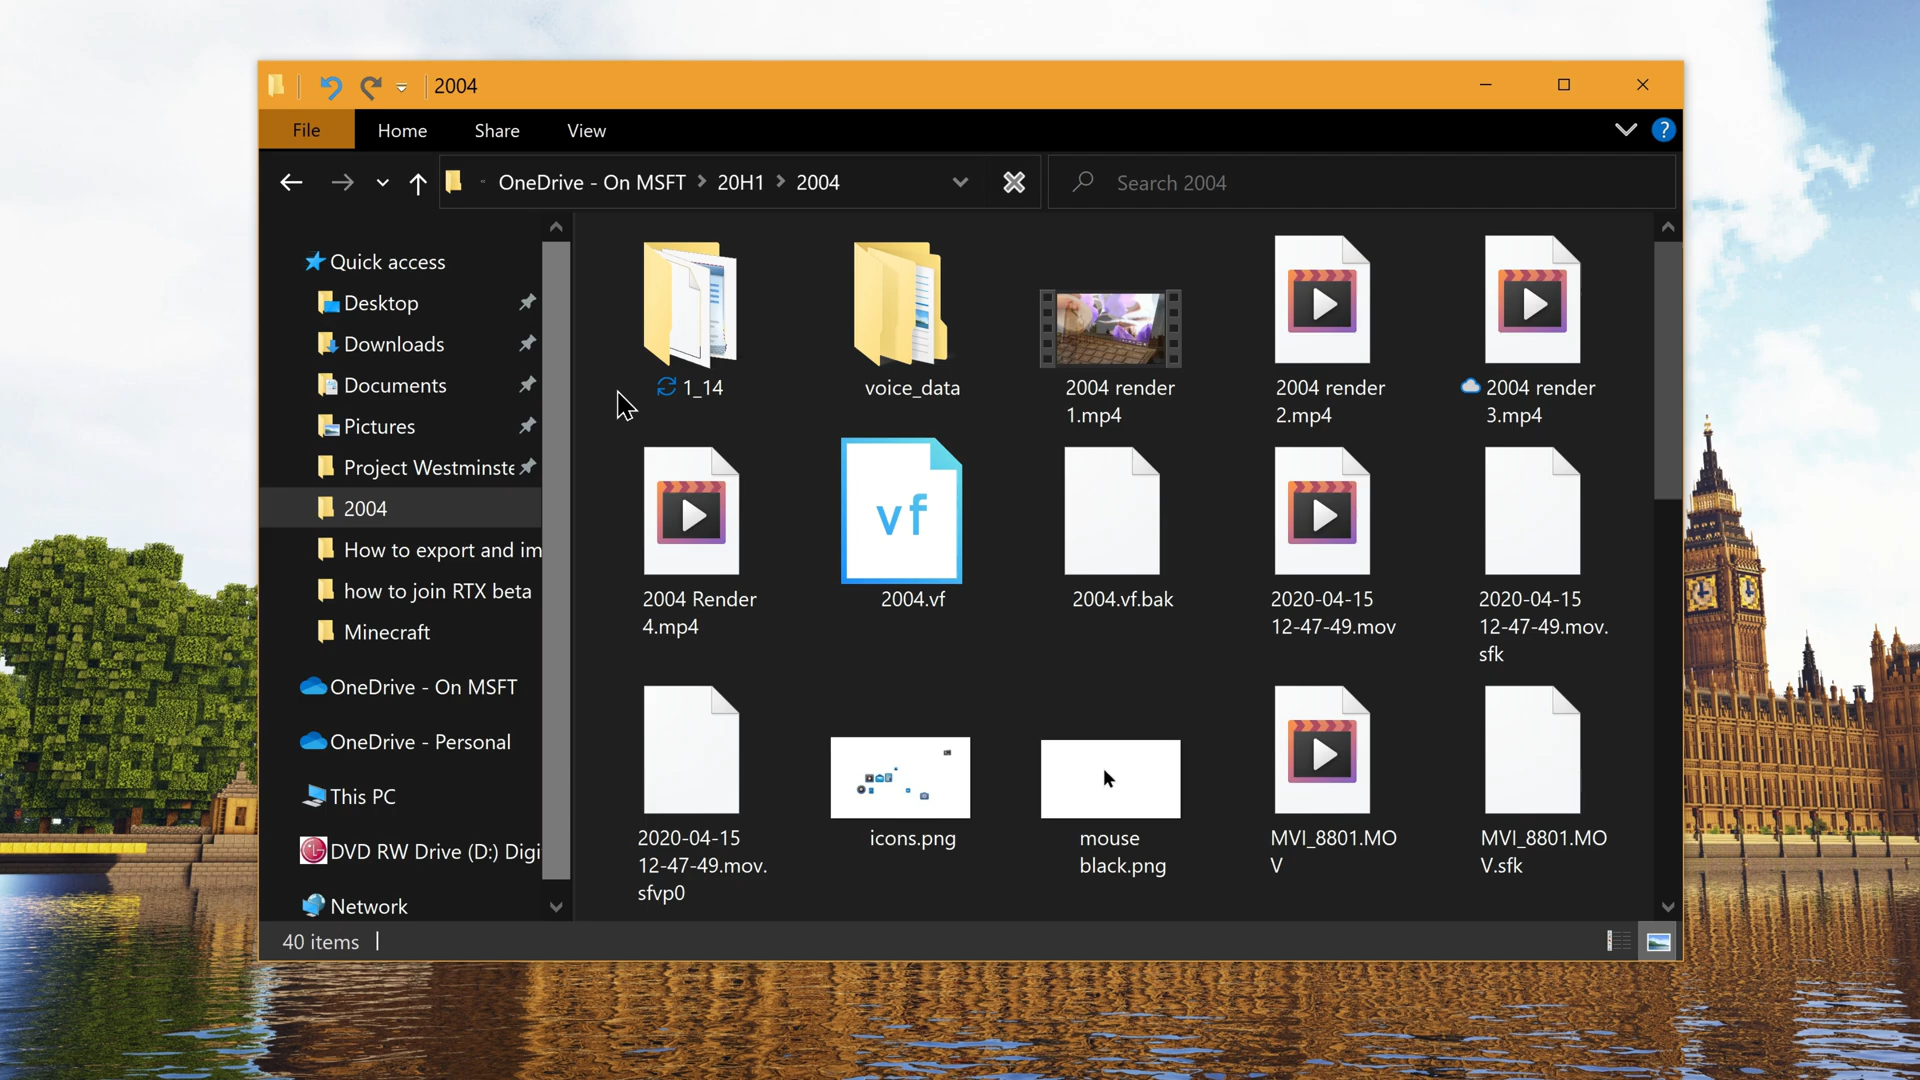 2004
File
Home
Share
View
OneDrive - On MSFT > 20H1 > 2004
Search 2004
Quick access
Desktop
Downloads
Documents
Pictures
Project Westminste
2004
How to export and im
how to join RTX beta
Minecraft
OneDrive - On MSFT
OneDrive - Personal
This PC
DVD RW Drive (D:) Digi
Network
1_14
voice_data
2004 render
1.mp4
2004 render
2.mp4
2004 render
3.mp4
2004 Render
4.mp4
vf
2004.vf
2004.vf.bak
2020-04-15
12-47-49.mov
2020-04-15
12-47-49.mov.
sfk
2020-04-15
12-47-49.mov.
sfvp0
icons.png
mouse
black.png
MVI_8801.MO
V
MVI_8801.MO
V.sfk
40 items